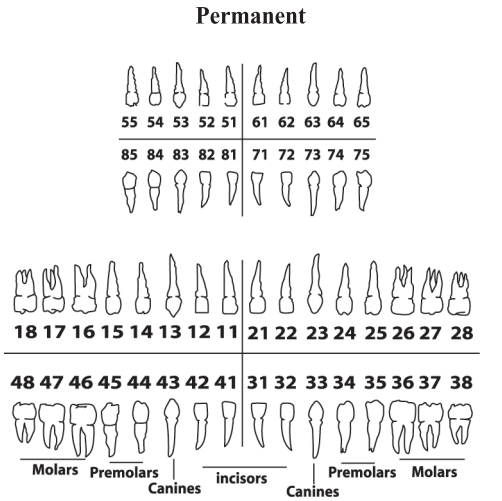 Permanent
55 54 53 52 51 61 62 63 64 65
85 84 83 82 81 71 72 73 74 75
18 17 16 15 14 13 12 11 21 22 23 24 25 26 27 28
48 47 46 45 44 43 42 41 31 32 33 34 35 36 37 38
Molars Premolars incisors Premolars Molars
Canines Canines